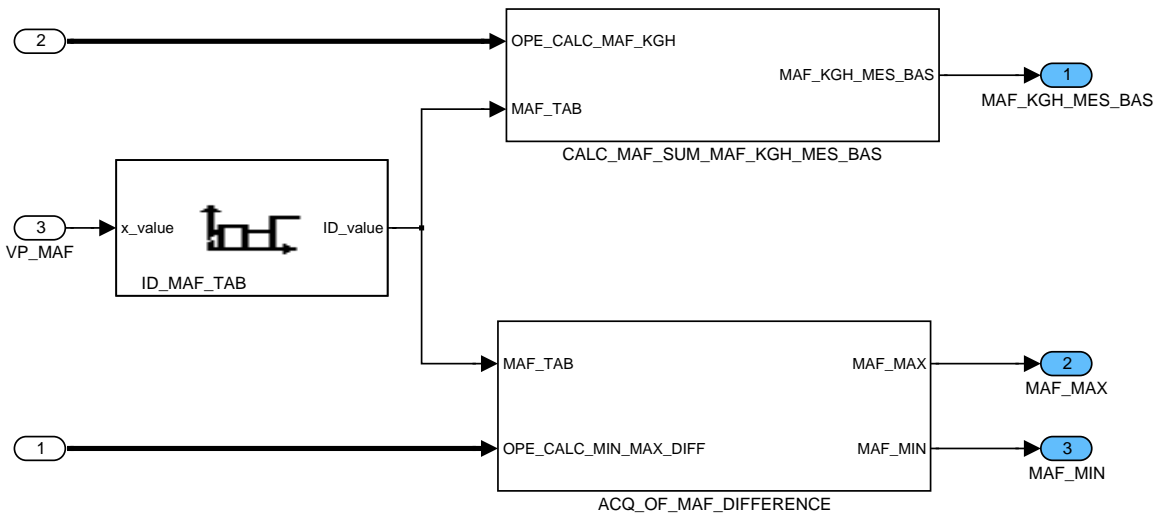 2
OPE_CALC_MAF_KGH
MAF_KGH_MES_BAS
1
MAF_KGH_MES_BAS
MAF_TAB
CALC_MAF_SUM_MAF_KGH_MES_BAS
3
VP_MAF
x_value
ID_value
ID_MAF_TAB
MAF_TAB
MAF_MAX
2
MAF_MAX
1
OPE_CALC_MIN_MAX_DIFF
MAF_MIN
3
MAF_MIN
ACQ_OF_MAF_DIFFERENCE